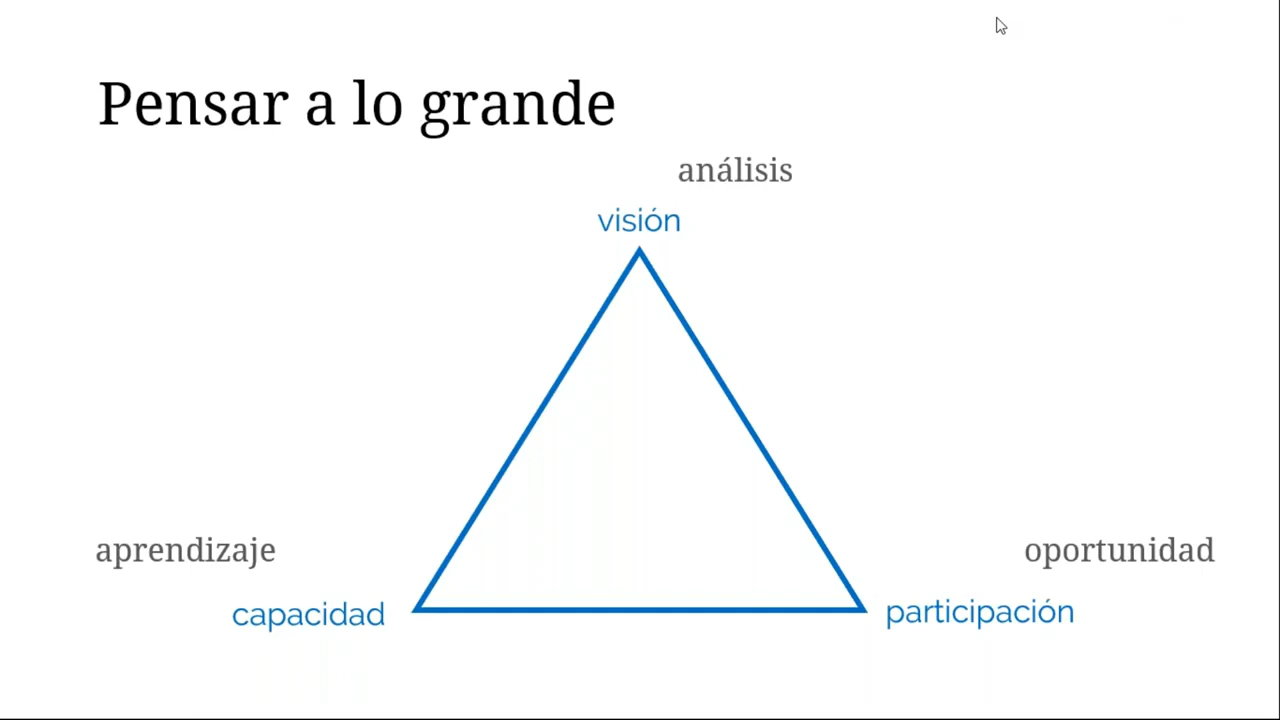 Pensar a lo grande
análisis
visión
aprendizaje
oportunidad
capacidad
participación